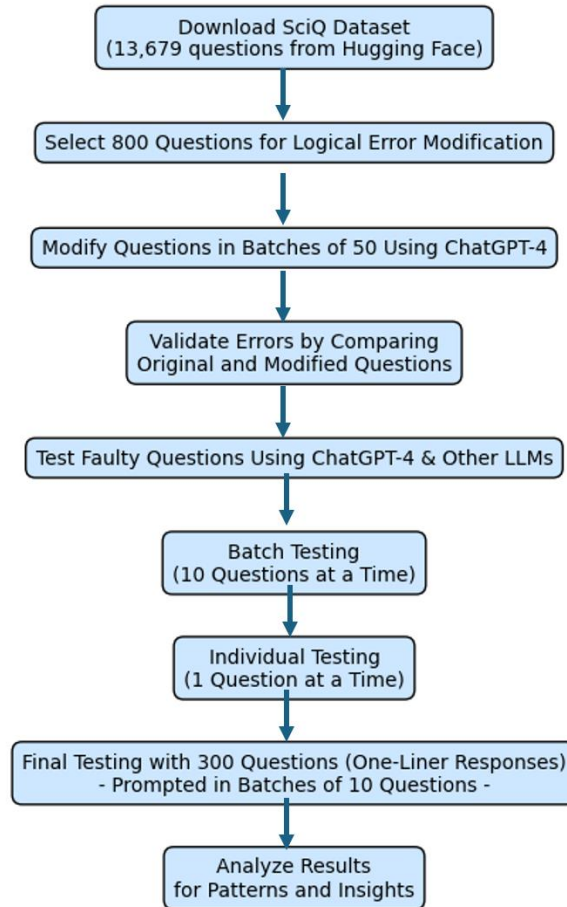 Download SciQ Dataset
(13,679 questions from Hugging Face)
Select 800 Questions for Logical Error Modification
Modify Questions in Batches of 50 Using ChatGPT-4
Validate Errors by Comparing
Original and Modified Questions
Test Faulty Questions Using ChatGPT-4 & Other LLMs
Batch Testing
(10 Questions at a Time)
Individual Testing
(1 Question at a Time)
Final Testing with 300 Questions (One-Liner Responses)
- Prompted in Batches of 10 Questions -
Analyze Results
for Patterns and Insights